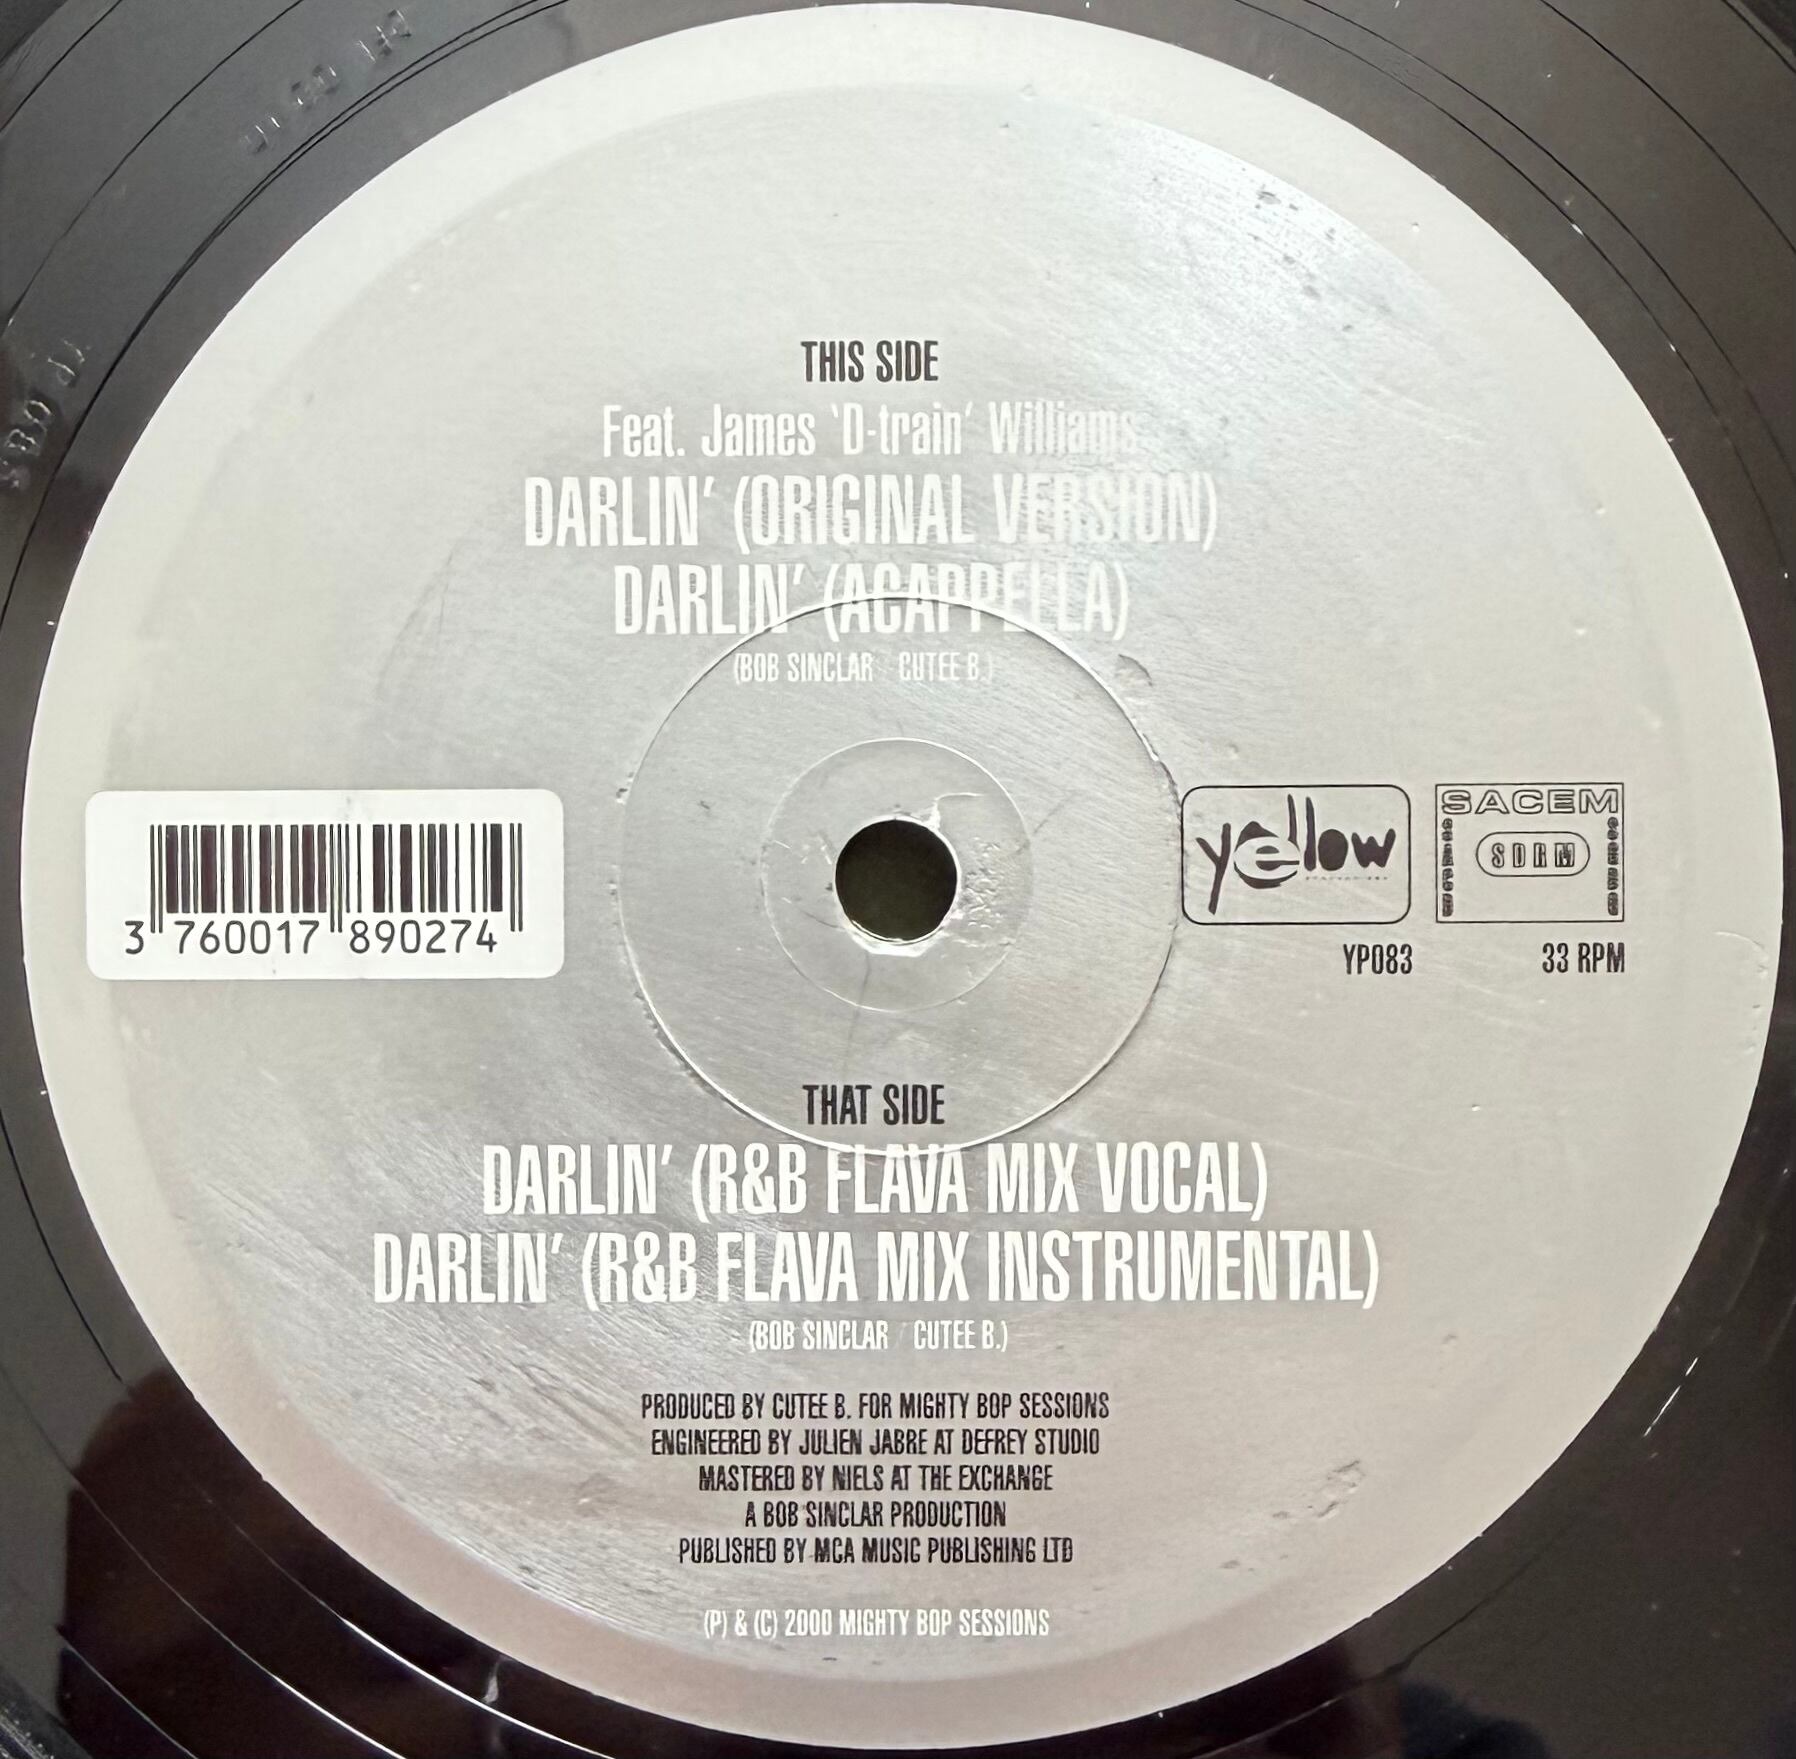 THIS SIDE
Feat. James 'D-train' Williams
DARLIN' (ORIGINAL VERSION)
DARLIN' (ACAPPELLA)
(BOB SINCLAR / CUTEE B.)
3 760017 890274
yellow
SACEM
SDRM
YP083
33 RPM
THAT SIDE
DARLIN' (R&B FLAVA MIX VOCAL)
DARLIN' (R&B FLAVA MIX INSTRUMENTAL)
(BOB SINCLAR / CUTEE B.)
PRODUCED BY CUTEE B. FOR MIGHTY BOP SESSIONS
ENGINEERED BY JULIEN JABRE AT DEFREY STUDIO
MASTERED BY NIELS AT THE EXCHANGE
A BOB SINCLAR PRODUCTION
PUBLISHED BY MCA MUSIC PUBLISHING LTD
(P) & (C) 2000 MIGHTY BOP SESSIONS